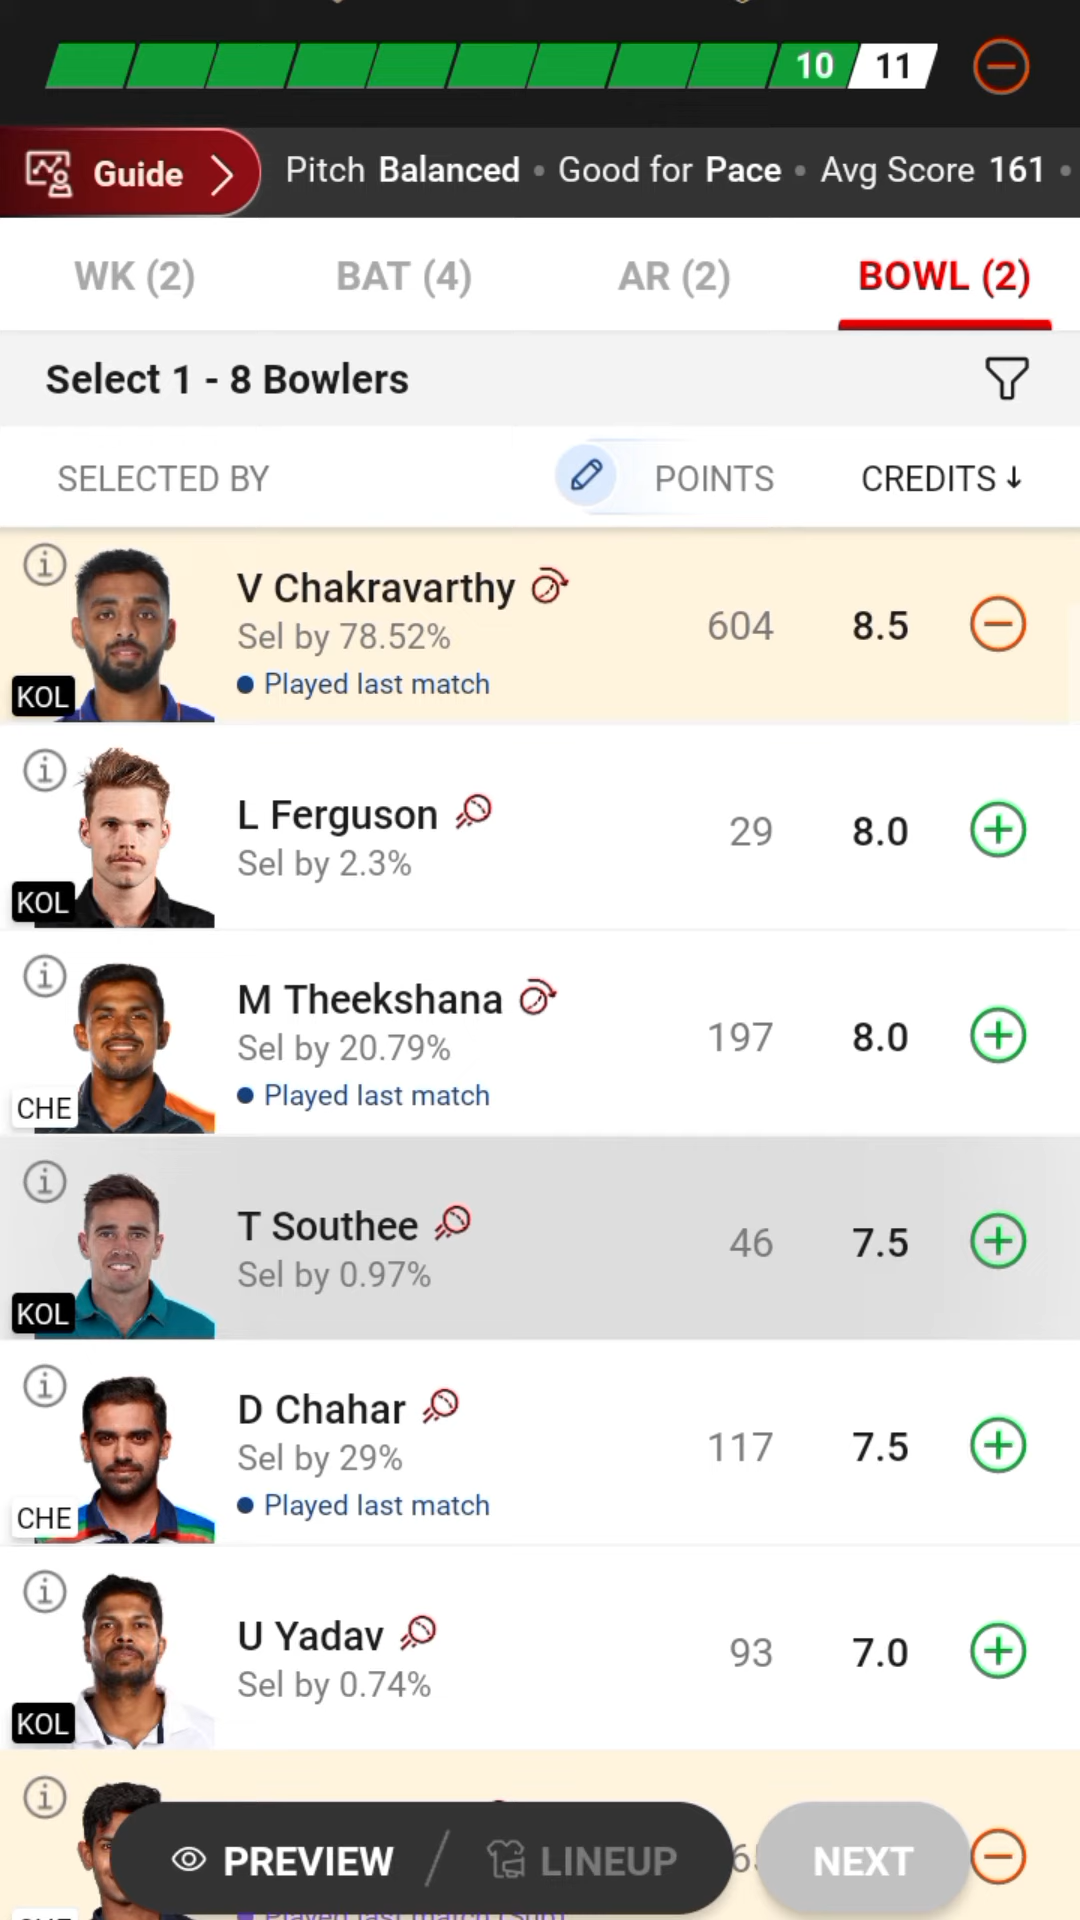 10 11
Guide
Pitch Balanced • Good for Pace • Avg Score 161 •
WK (2) BAT (4) AR (2) BOWL (2)
Select 1 - 8 Bowlers
SELECTED BY POINTS CREDITS ↓
V Chakravarthy
Sel by 78.52%
604 8.5
• Played last match
KOL
L Ferguson
Sel by 2.3%
29 8.0
KOL
M Theekshana
Sel by 20.79%
197 8.0
• Played last match
CHE
T Southee
Sel by 0.97%
46 7.5
KOL
D Chahar
Sel by 29%
117 7.5
• Played last match
CHE
U Yadav
Sel by 0.74%
93 7.0
KOL
PREVIEW / LINEUP
NEXT